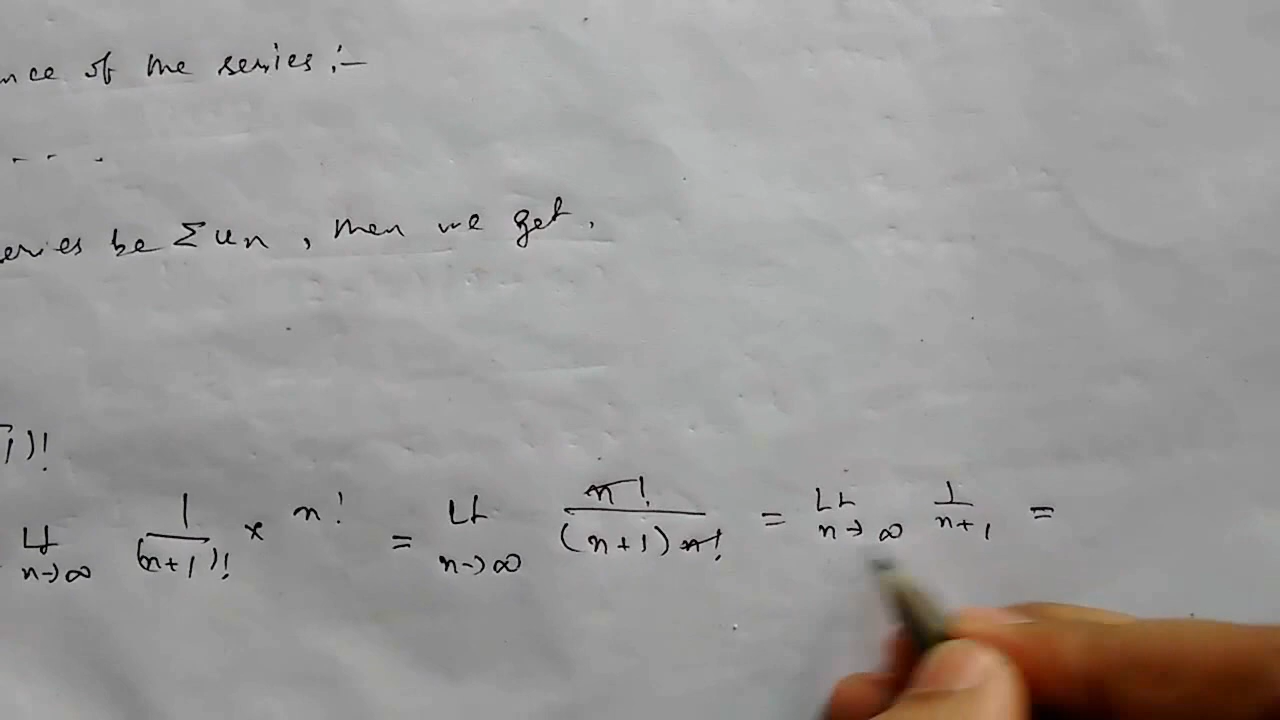 nce of the series :-
. . . .
eries be Σun, then we get,
1)!
Lt n→∞ 1/(n+1)! × n! = Lt n→∞ n!/(n+1)n! = Lt n→∞ 1/n+1 =